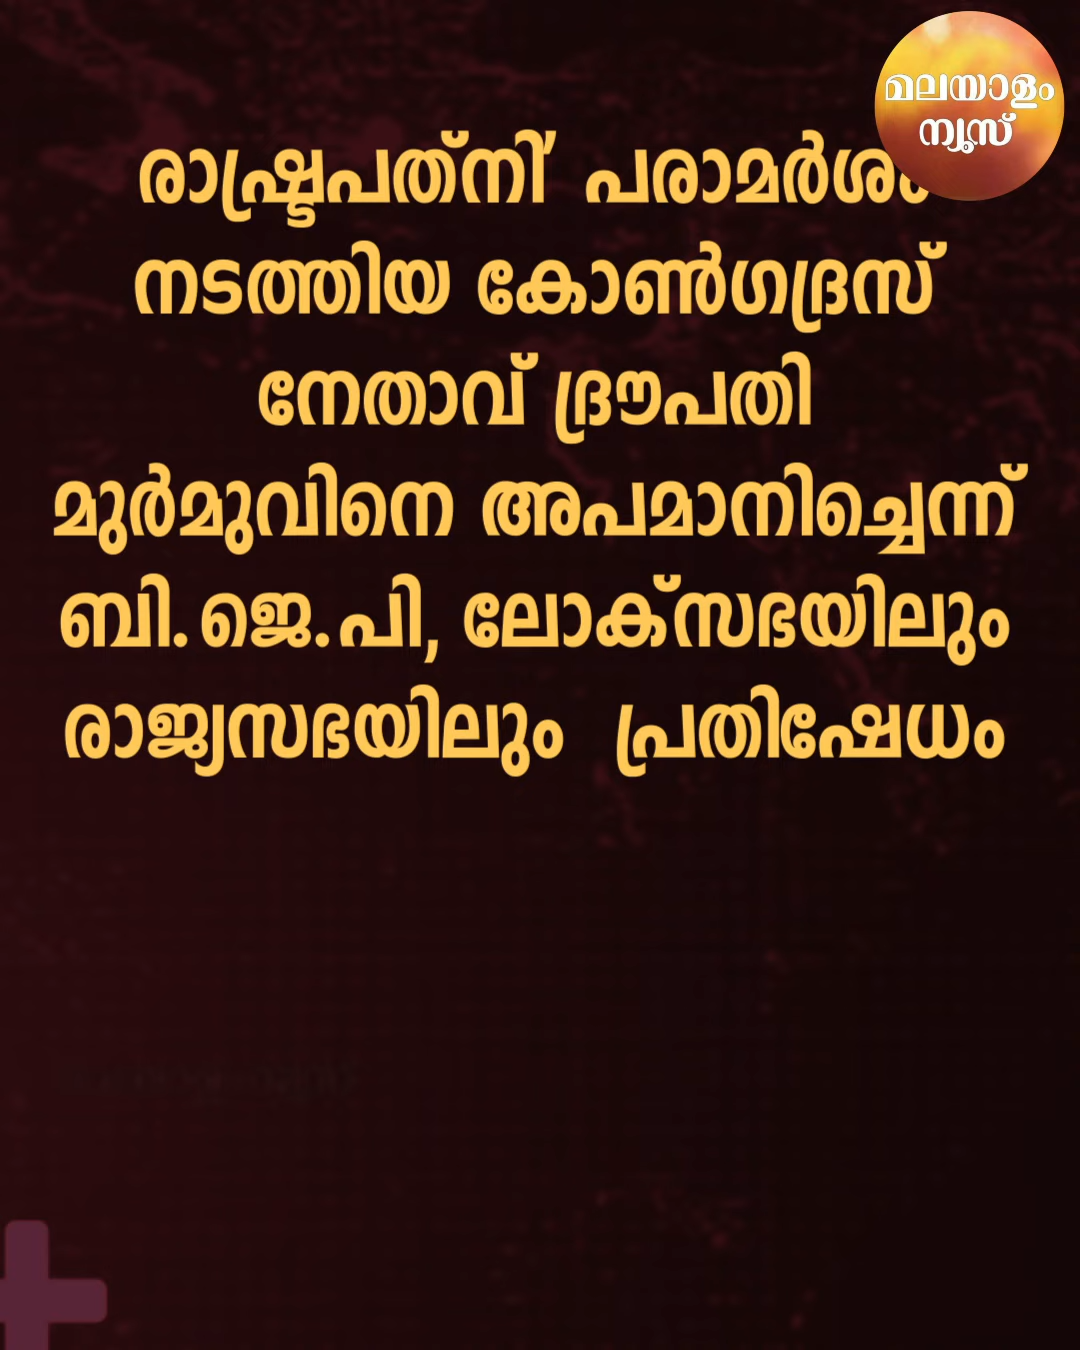 മലയാളം
ന്യൂസ്
രാഷ്ട്രപത്നി' പരാമർശം
നടത്തിയ കോൺഗ്രസ്
നേതാവ് ദ്രൗപതി
മുർമുവിനെ അപമാനിച്ചെന്ന്
ബി.ജെ.പി, ലോക്സഭയിലും
രാജ്യസഭയിലും പ്രതിഷേധം